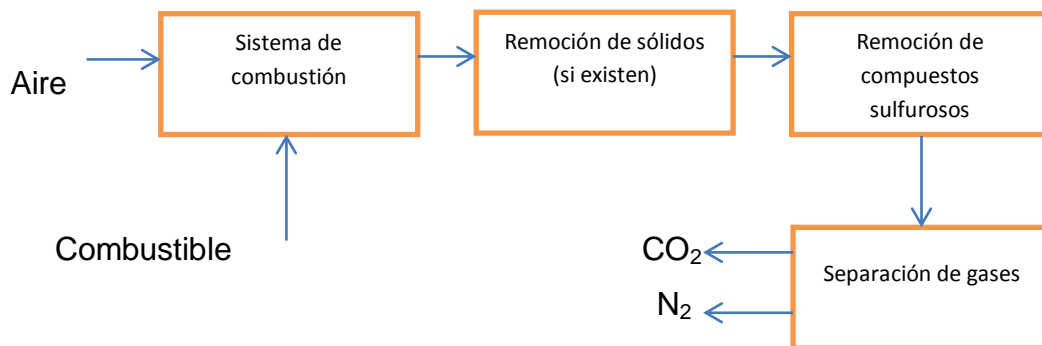 Aire
Sistema de
combustión
Remoción de sólidos
(si existen)
Remoción de
compuestos
sulfurosos
Combustible
CO₂
N₂
Separación de gases